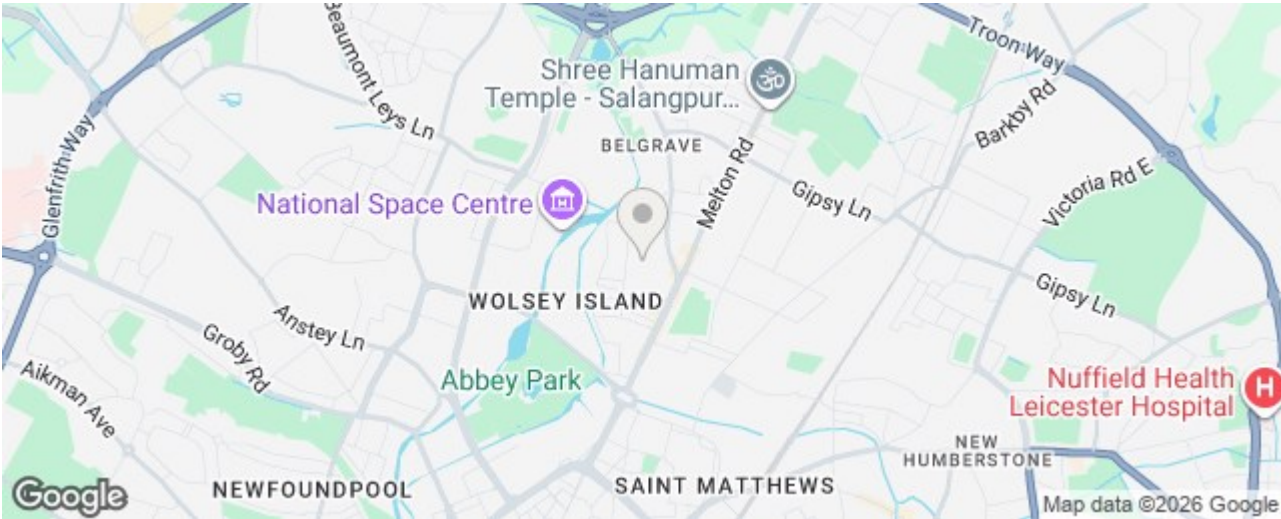 Beaumont Leys Ln
Troon Way
Shree Hanuman
Temple - Salangpur...
Barkby Rd
BELGRAVE
Glenfrith Way
Melton Rd
Victoria Rd E
National Space Centre
Gipsy Ln
WOLSEY ISLAND
Gipsy Ln
Anstey Ln
Groby Rd
Aikman Ave
Abbey Park
Nuffield Health
Leicester Hospital
H
NEW
HUMBERSTONE
NEWFOUNDPOOL
SAINT MATTHEWS
Google
Map data ©2026 Google
ॐ